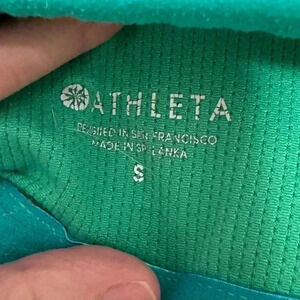 ATHLETA
DESIGNED IN SAN FRANCISCO
MADE IN SRI LANKA
S